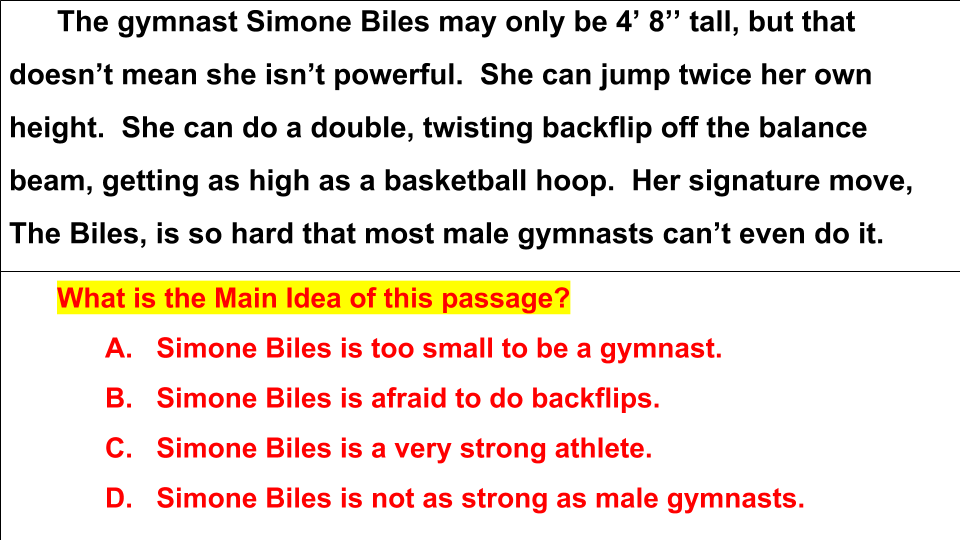 The gymnast Simone Biles may only be 4’ 8’’ tall, but that
doesn’t mean she isn’t powerful.  She can jump twice her own
height.  She can do a double, twisting backflip off the balance
beam, getting as high as a basketball hoop.  Her signature move,
The Biles, is so hard that most male gymnasts can’t even do it.
What is the Main Idea of this passage?
A. Simone Biles is too small to be a gymnast.
B. Simone Biles is afraid to do backflips.
C. Simone Biles is a very strong athlete.
D. Simone Biles is not as strong as male gymnasts.